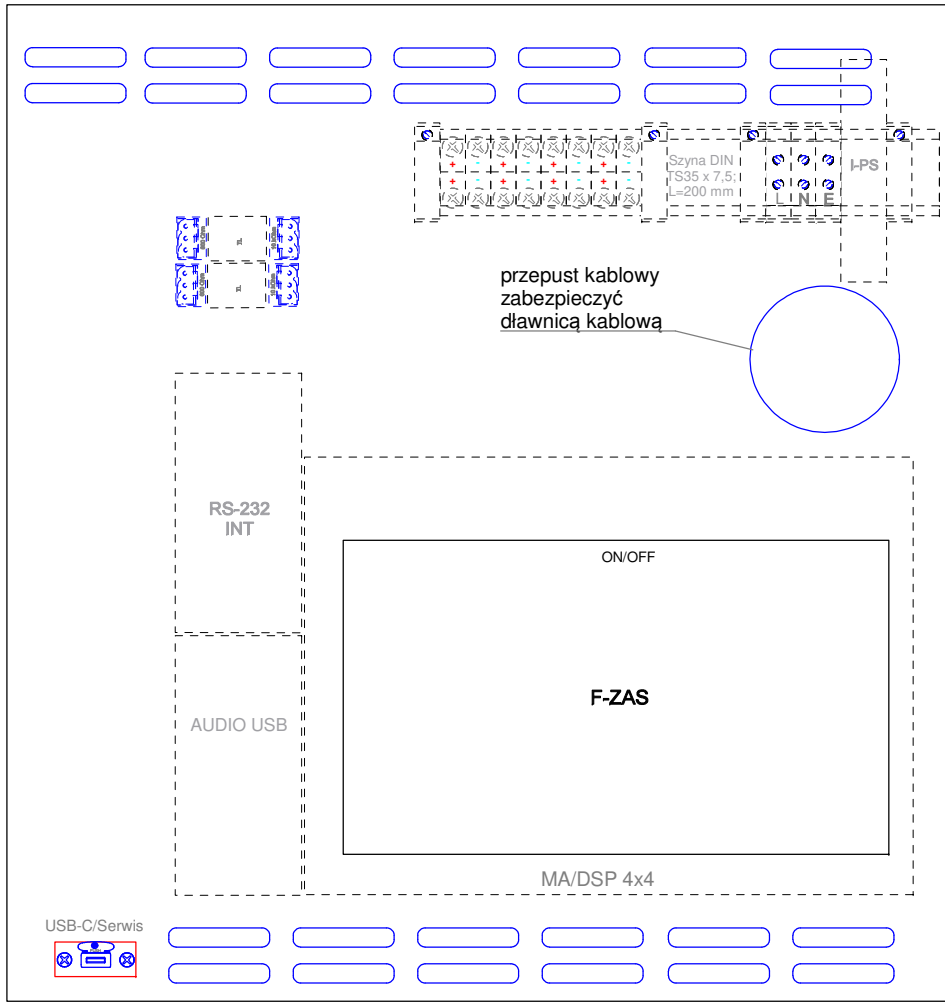 Szyna DIN
TS35 x 7,5;
L=200 mm
I-PS
+ - + - + - + -
+ - + - + - + -
L N E
przepust kablowy
zabezpieczyć
dławnicą kablową
RS-232
INT
ON/OFF
F-ZAS
AUDIO USB
MA/DSP 4x4
USB-C/Serwis